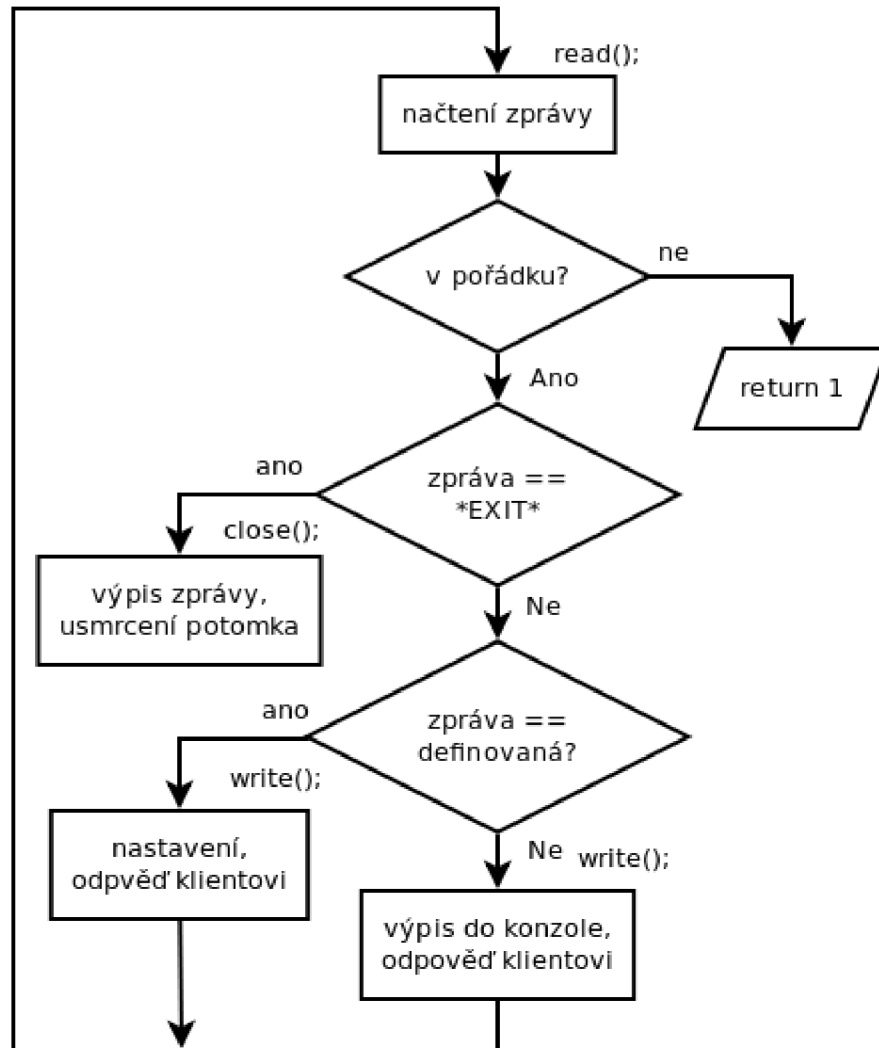 read();
načtení zprávy
v pořádku?
ne
return 1
Ano
zpráva ==
*EXIT*
ano
close();
výpis zprávy,
usmrcení potomka
Ne
zpráva ==
definovaná?
ano
write();
nastavení,
odpvěď klientovi
Ne
write();
výpis do konzole,
odpověď klientovi